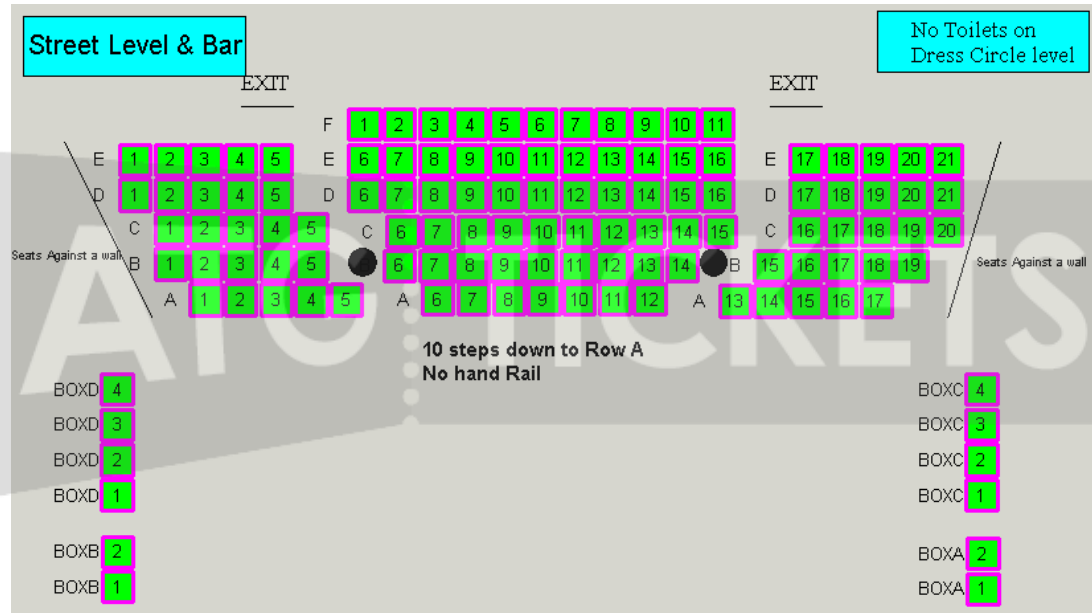 Street Level & Bar
No Toilets on
Dress Circle level
EXIT
EXIT
F 1 2 3 4 5 6 7 8 9 10 11
E 1 2 3 4 5 E 6 7 8 9 10 11 12 13 14 15 16 E 17 18 19 20 21
D 1 2 3 4 5 D 6 7 8 9 10 11 12 13 14 15 16 D 17 18 19 20 21
C 1 2 3 4 5 C 6 7 8 9 10 11 12 13 14 15 C 16 17 18 19 20
Seats Against a wall B 1 2 3 4 5 6 7 8 9 10 11 12 13 14 B 15 16 17 18 19 Seats Against a wall
A 1 2 3 4 5 A 6 7 8 9 10 11 12 A 13 14 15 16 17
ATG TICKETS
10 steps down to Row A
No hand Rail
BOXD 4 BOXC 4
BOXD 3 BOXC 3
BOXD 2 BOXC 2
BOXD 1 BOXC 1
BOXB 2 BOXA 2
BOXB 1 BOXA 1